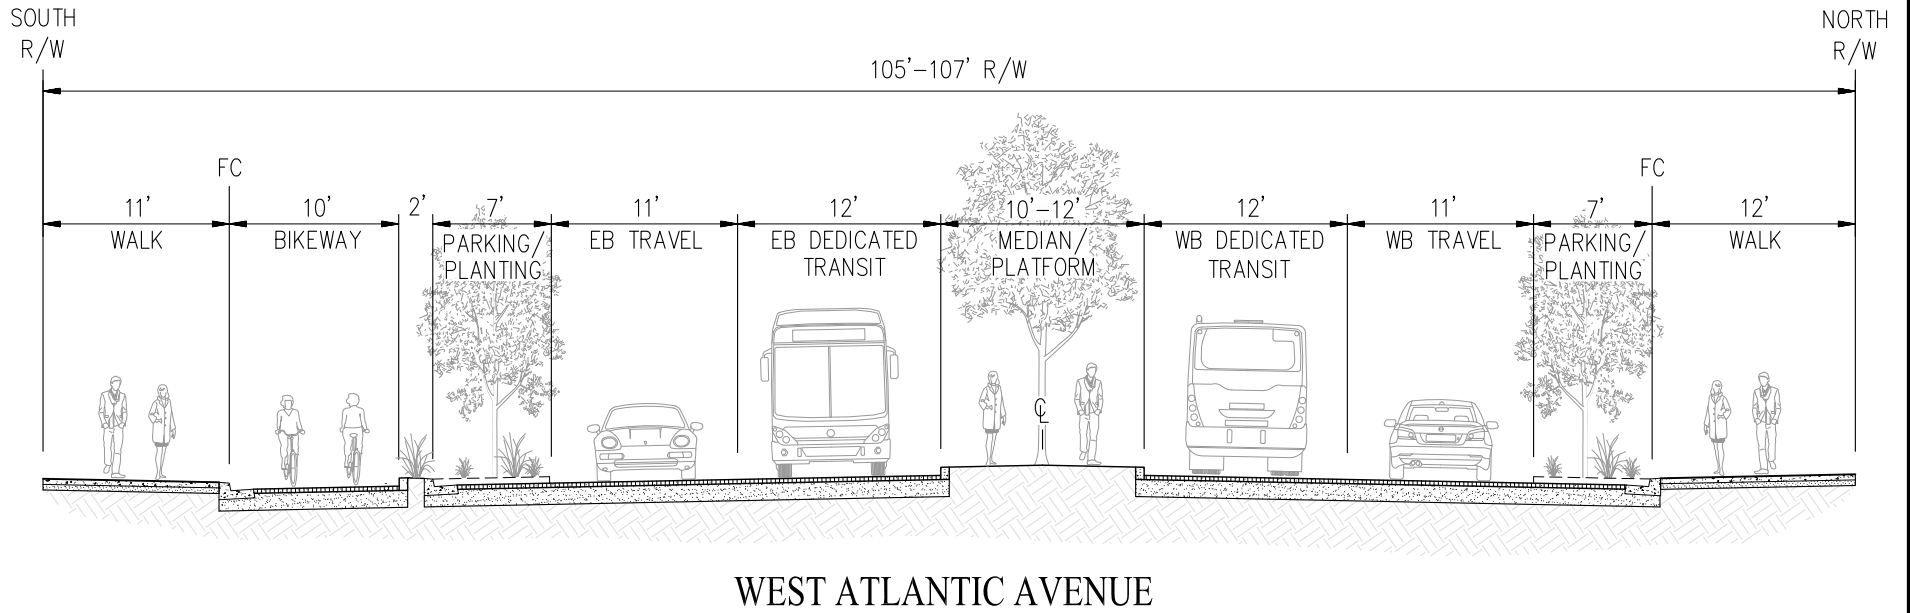 SOUTH
R/W
NORTH
R/W
105'-107' R/W
FC
FC
11'
10'
2'
7'
11'
12'
10'-12'
12'
11'
7'
12'
WALK
BIKEWAY
PARKING/
PLANTING
EB TRAVEL
EB DEDICATED
TRANSIT
MEDIAN/
PLATFORM
WB DEDICATED
TRANSIT
WB TRAVEL
PARKING/
PLANTING
WALK
℄
WEST ATLANTIC AVENUE